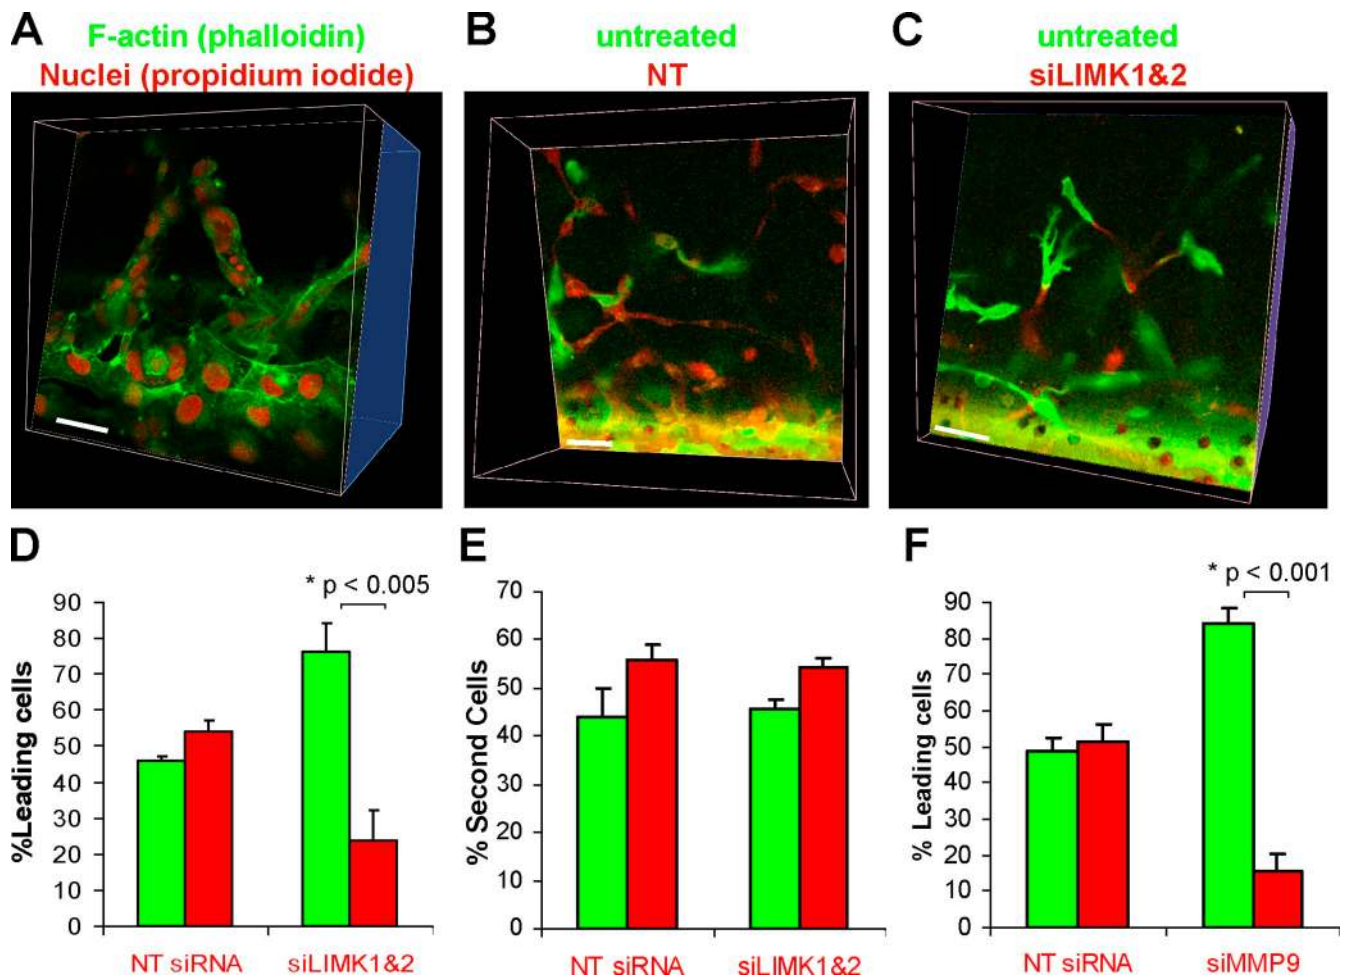 A
F-actin (phalloidin)
Nuclei (propidium iodide)
B
untreated
NT
C
untreated
siLIMK1&2
D
* p < 0.005
%Leading cells
90
80
70
60
50
40
30
20
10
0
NT siRNA
siLIMK1&2
E
% Second Cells
70
60
50
40
30
20
10
0
NT siRNA
siLIMK1&2
F
* p < 0.001
% Leading cells
90
80
70
60
50
40
30
20
10
0
NT siRNA
siMMP9